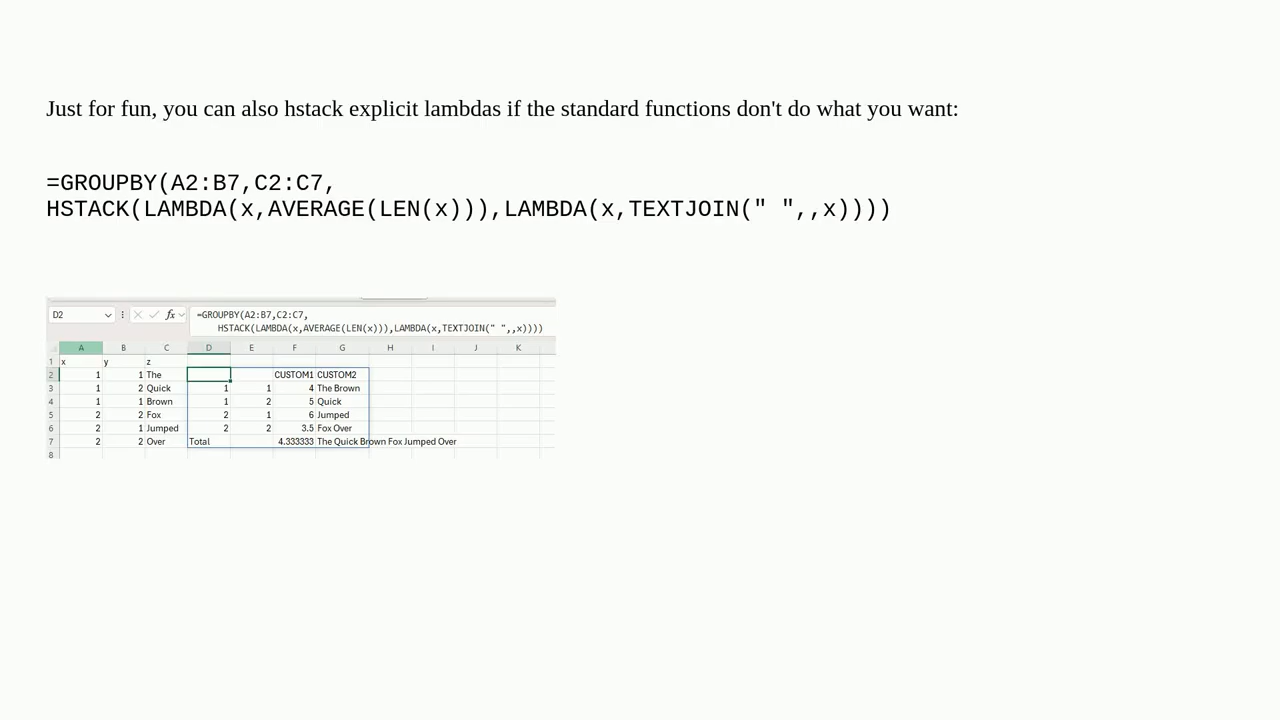 Just for fun, you can also hstack explicit lambdas if the standard functions don't do what you want:
=GROUPBY(A2:B7,C2:C7,
HSTACK(LAMBDA(x,AVERAGE(LEN(x))),LAMBDA(x,TEXTJOIN(" ",,x))))
D2 fx =GROUPBY(A2:B7,C2:C7,
HSTACK(LAMBDA(x,AVERAGE(LEN(x))),LAMBDA(x,TEXTJOIN(" ",,x))))
A B C D E F G H I J K
1 x y z
2 1 1 The CUSTOM1 CUSTOM2
3 1 2 Quick 1 1 4 The Brown
4 1 1 Brown 1 2 5 Quick
5 2 2 Fox 2 1 6 Jumped
6 2 1 Jumped 2 2 3.5 Fox Over
7 2 2 Over Total 4.333333 The Quick Brown Fox Jumped Over
8